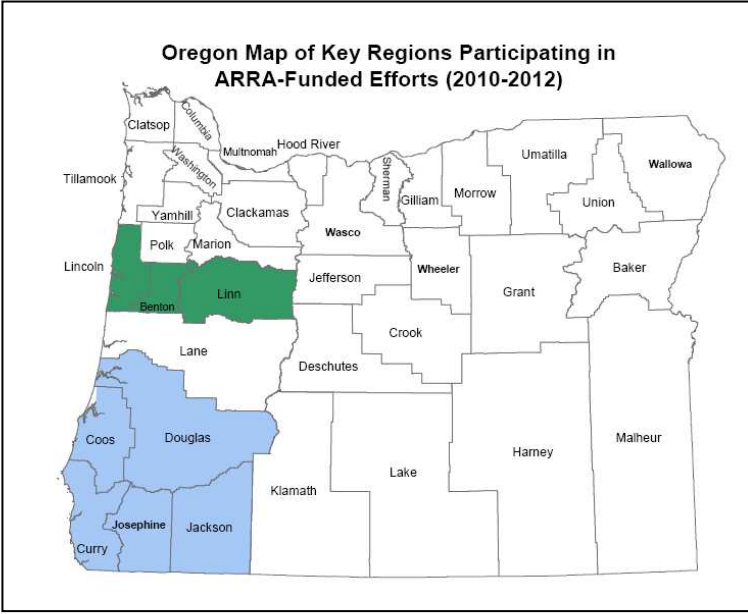 Oregon Map of Key Regions Participating in
ARRA-Funded Efforts (2010-2012)
Clatsop
Columbia
Multnomah
Hood River
Washington
Tillamook
Yamhill
Clackamas
Sherman
Gilliam
Morrow
Umatilla
Union
Wallowa
Polk
Marion
Wasco
Lincoln
Benton
Linn
Jefferson
Wheeler
Grant
Baker
Lane
Crook
Deschutes
Coos
Douglas
Klamath
Lake
Harney
Malheur
Curry
Josephine
Jackson